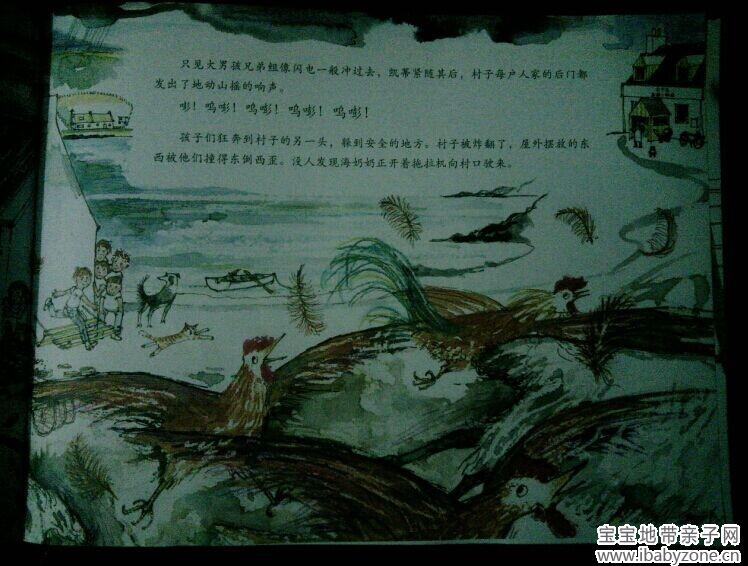 只见大男孩兄弟组像闪电一般冲过去，凯蒂紧随其后，村子每户人家的后门都
发出了地动山摇的响声。
嘭！呜嘭！呜嘭！呜嘭！呜嘭！
孩子们狂奔到村子的另一头，躲到安全的地方。村子被炸翻了，屋外摆放的东
西被他们撞得东倒西歪。没人发现海奶奶正开着拖拉机向村口驶来。
宝宝地带亲子网
www.ibabyzone.cn